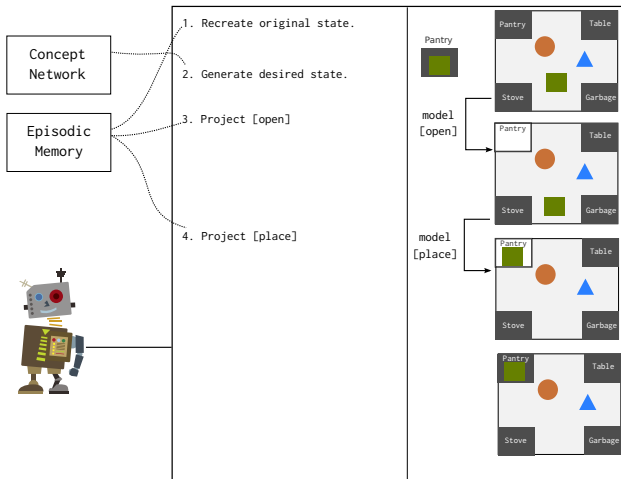 Concept
Network
Episodic
Memory
1. Recreate original state.
2. Generate desired state.
3. Project [open]
4. Project [place]
Pantry
model
[open]
model
[place]
Pantry
Table
Stove
Garbage
Pantry
Table
Stove
Garbage
Pantry
Table
Stove
Garbage
Pantry
Table
Stove
Garbage